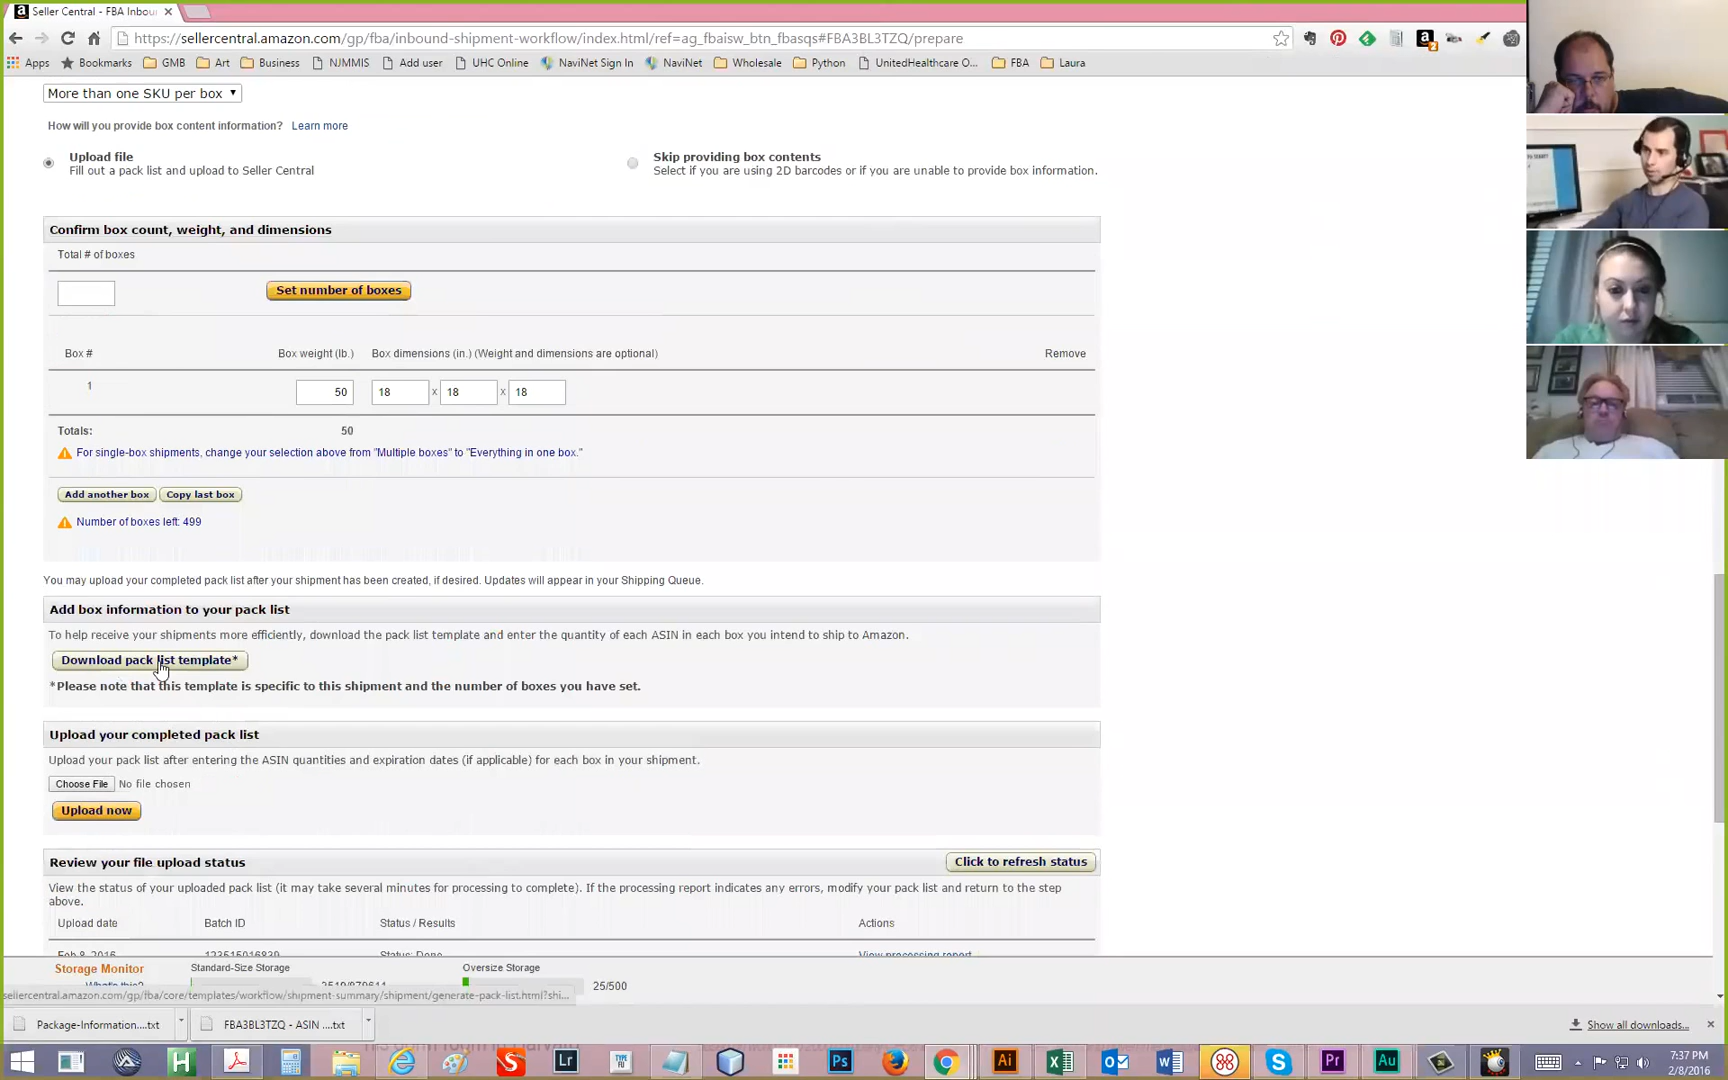 Seller Central - FBA Inbou
https://sellercentral.amazon.com/gp/fba/inbound-shipment-workflow/index.html/ref=ag_fbaisw_btn_fbasqs#FBA3BL3TZQ/prepare
Apps Bookmarks GMB Art Business NJMMIS Add user UHC Online NaviNet Sign In NaviNet Wholesale Python UnitedHealthcare O... FBA Laura
More than one SKU per box
How will you provide box content information? Learn more
Upload file
Fill out a pack list and upload to Seller Central
Skip providing box contents
Select if you are using 2D barcodes or if you are unable to provide box information.
Confirm box count, weight, and dimensions
Total # of boxes
Set number of boxes
Box # Box weight (lb.) Box dimensions (in.) (Weight and dimensions are optional) Remove
1 50 18 x 18 x 18
Totals: 50
For single-box shipments, change your selection above from "Multiple boxes" to "Everything in one box."
Add another box Copy last box
Number of boxes left: 499
You may upload your completed pack list after your shipment has been created, if desired. Updates will appear in your Shipping Queue.
Add box information to your pack list
To help receive your shipments more efficiently, download the pack list template and enter the quantity of each ASIN in each box you intend to ship to Amazon.
Download pack list template*
*Please note that this template is specific to this shipment and the number of boxes you have set.
Upload your completed pack list
Upload your pack list after entering the ASIN quantities and expiration dates (if applicable) for each box in your shipment.
Choose File No file chosen
Upload now
Review your file upload status Click to refresh status
View the status of your uploaded pack list (it may take several minutes for processing to complete). If the processing report indicates any errors, modify your pack list and return to the step
above.
Upload date Batch ID Status / Results Actions
Feb 8, 2016 123515016839 Status: Done View processing report
Storage Monitor Standard-Size Storage Oversize Storage
What's this? 25/500
sellercentral.amazon.com/gp/fba/core/templates/workflow/shipment-summary/shipment/generate-pack-list.html?shi...
Package-Information....txt FBA3BL3TZQ - ASIN ....txt Show all downloads...
7:37 PM
2/8/2016